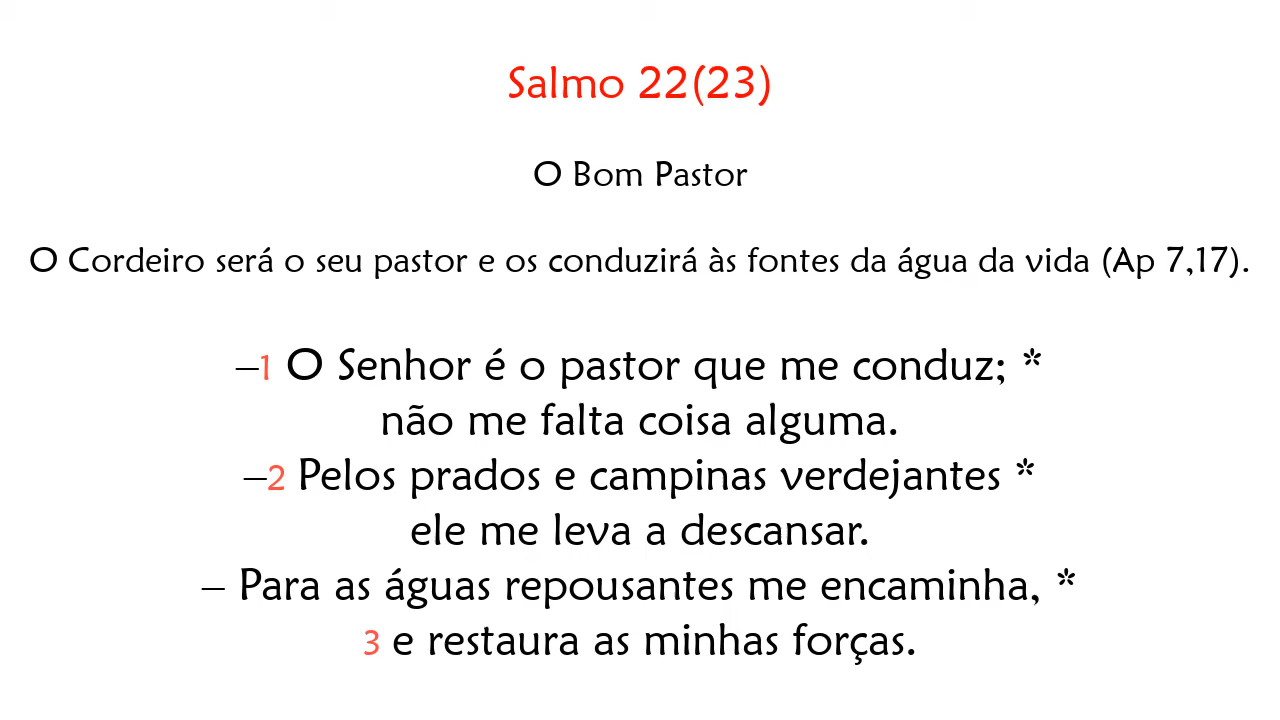 Salmo 22(23)
O Bom Pastor
O Cordeiro será o seu pastor e os conduzirá às fontes da água da vida (Ap 7,17).
–1 O Senhor é o pastor que me conduz; *
não me falta coisa alguma.
–2 Pelos prados e campinas verdejantes *
ele me leva a descansar.
– Para as águas repousantes me encaminha, *
3 e restaura as minhas forças.